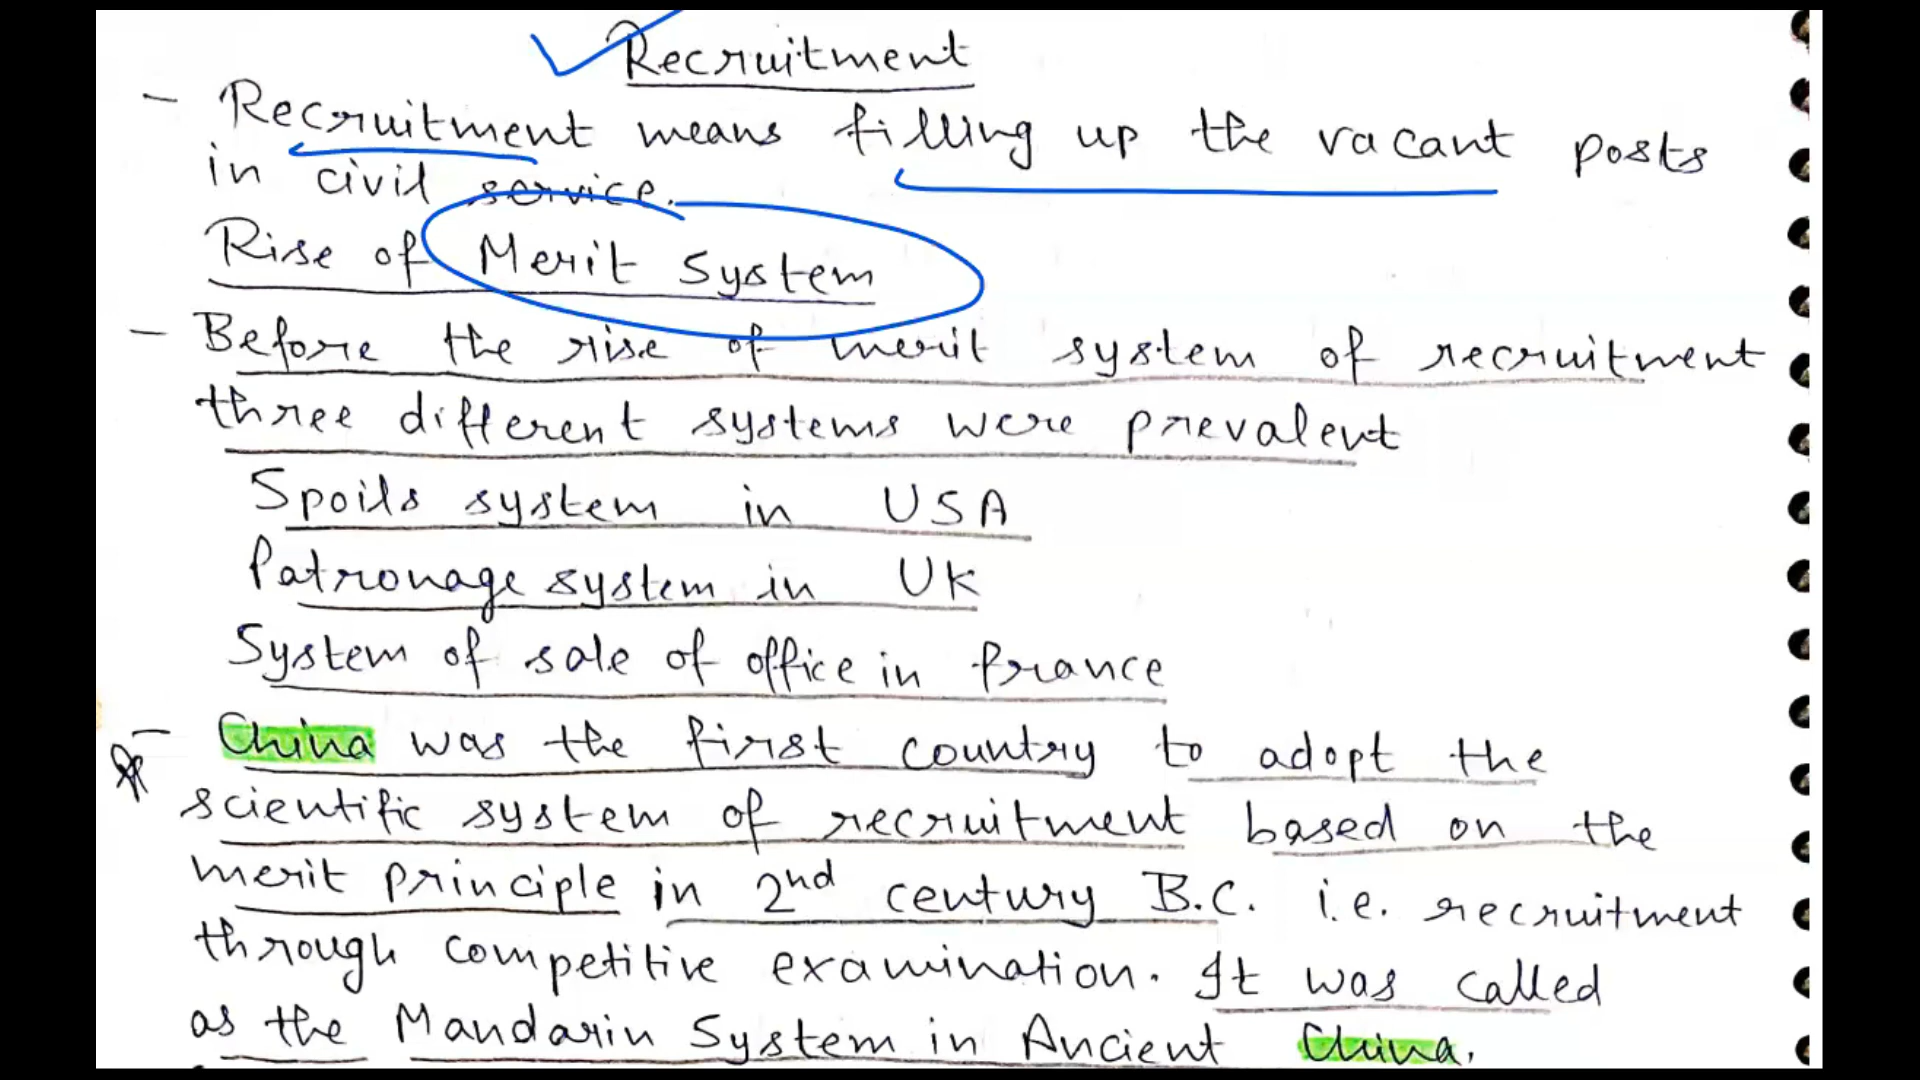 Recruitment
- Recruitment means filling up the vacant posts
in civil service.
Rise of Merit System
- Before the rise of merit system of recruitment
three different systems were prevalent
Spoils system in USA
Patronage system in UK
System of sale of office in france
- China was the first country to adopt the
scientific system of recruitment based on the
merit principle in 2nd century B.C. i.e. recruitment
through competitive examination. It was called
as the Mandarin System in Ancient China.